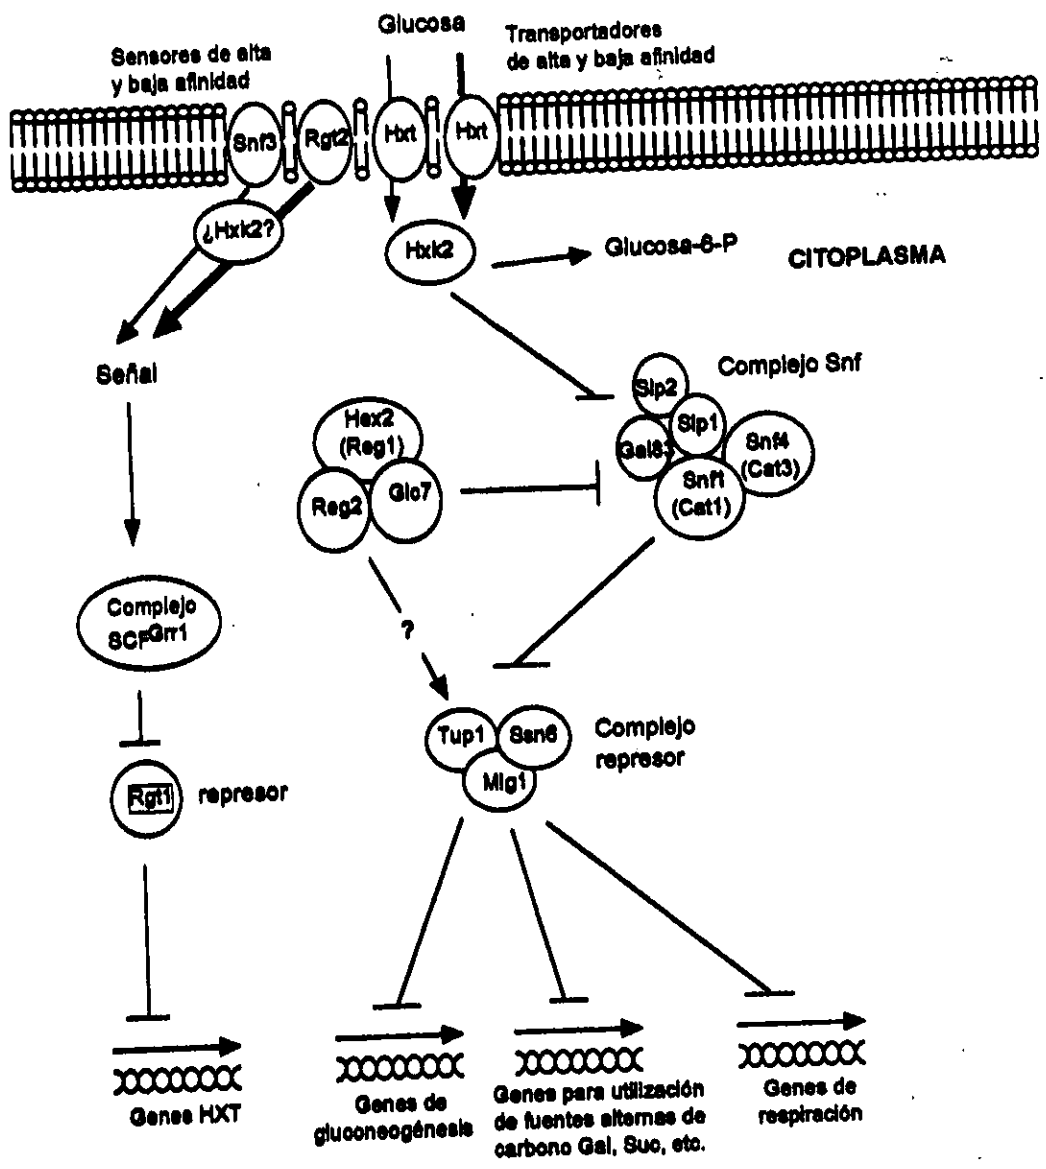 Glucosa
Sensores de alta
y baja afinidad
Transportadores
de alta y baja afinidad
Snf3
Rgt2
Hxt
Hxt
¿Hxk2?
Hxk2
Glucosa-6-P
CITOPLASMA
Señal
Complejo Snf
Sip2
Sip1
Gal83
Snf4
(Cat3)
Snf1
(Cat1)
Hex2
(Reg1)
Reg2
Glc7
Complejo
SCFGrr1
?
Tup1
Ssn6
Mig1
Complejo
represor
Rgt1
represor
Genes HXT
Genes de
gluconeogénesis
Genes para utilización
de fuentes alternas de
carbono Gal, Suc, etc.
Genes de
respiración